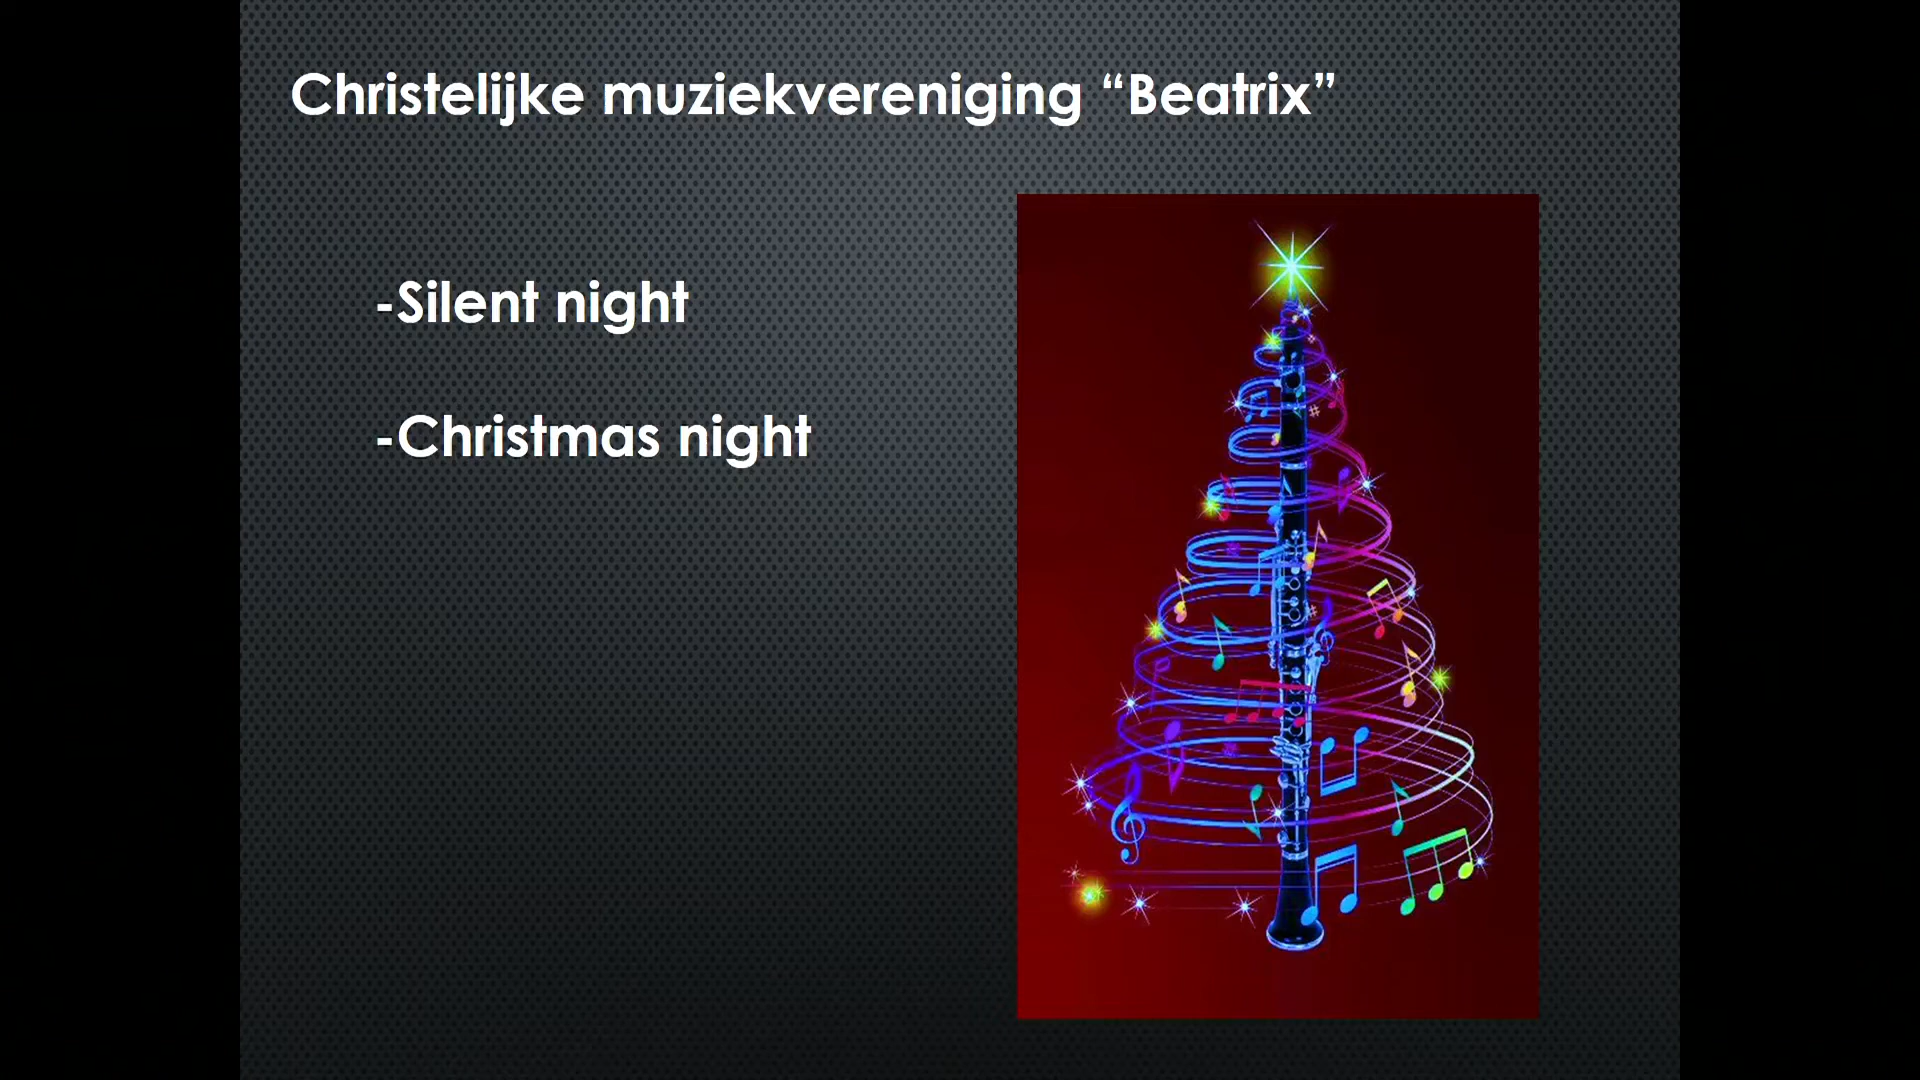 Christelijke muziekvereniging “Beatrix”
-Silent night
-Christmas night